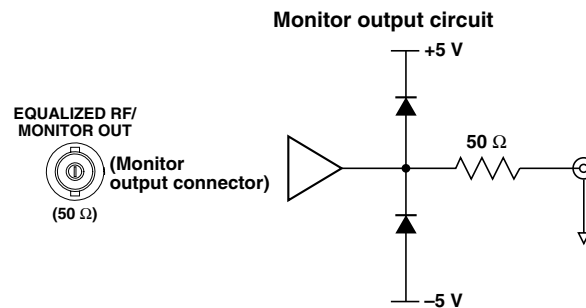 Monitor output circuit
+5 V
EQUALIZED RF/
MONITOR OUT
(Monitor
output connector)
(50 Ω)
50 Ω
–5 V